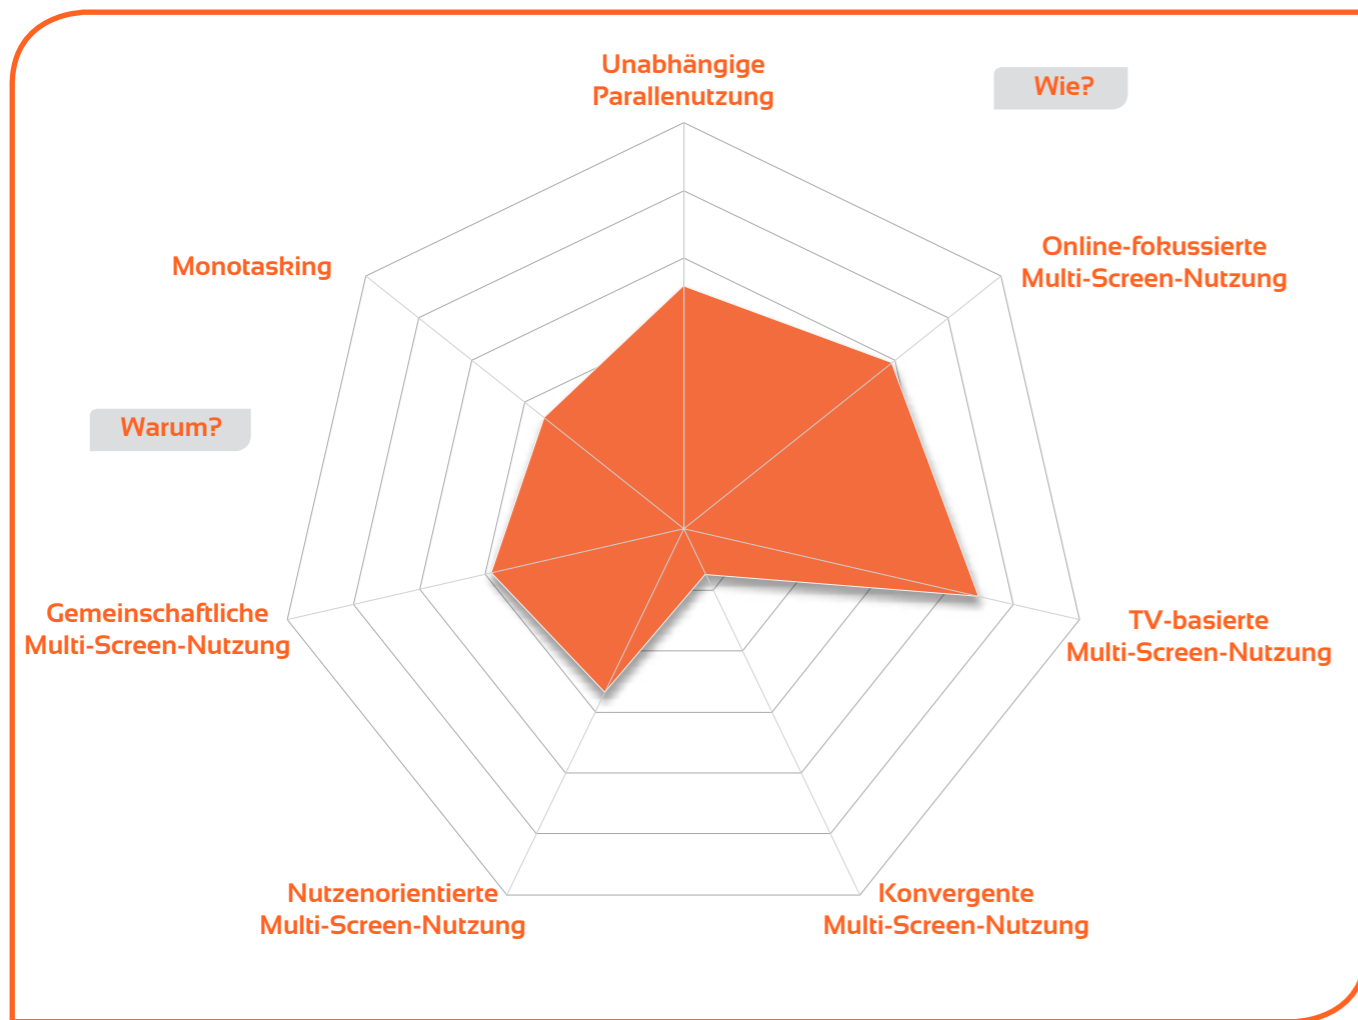 Unabhängige
Parallenutzung
Wie?
Online-fokussierte
Multi-Screen-Nutzung
Monotasking
Warum?
Gemeinschaftliche
Multi-Screen-Nutzung
TV-basierte
Multi-Screen-Nutzung
Nutzenorientierte
Multi-Screen-Nutzung
Konvergente
Multi-Screen-Nutzung